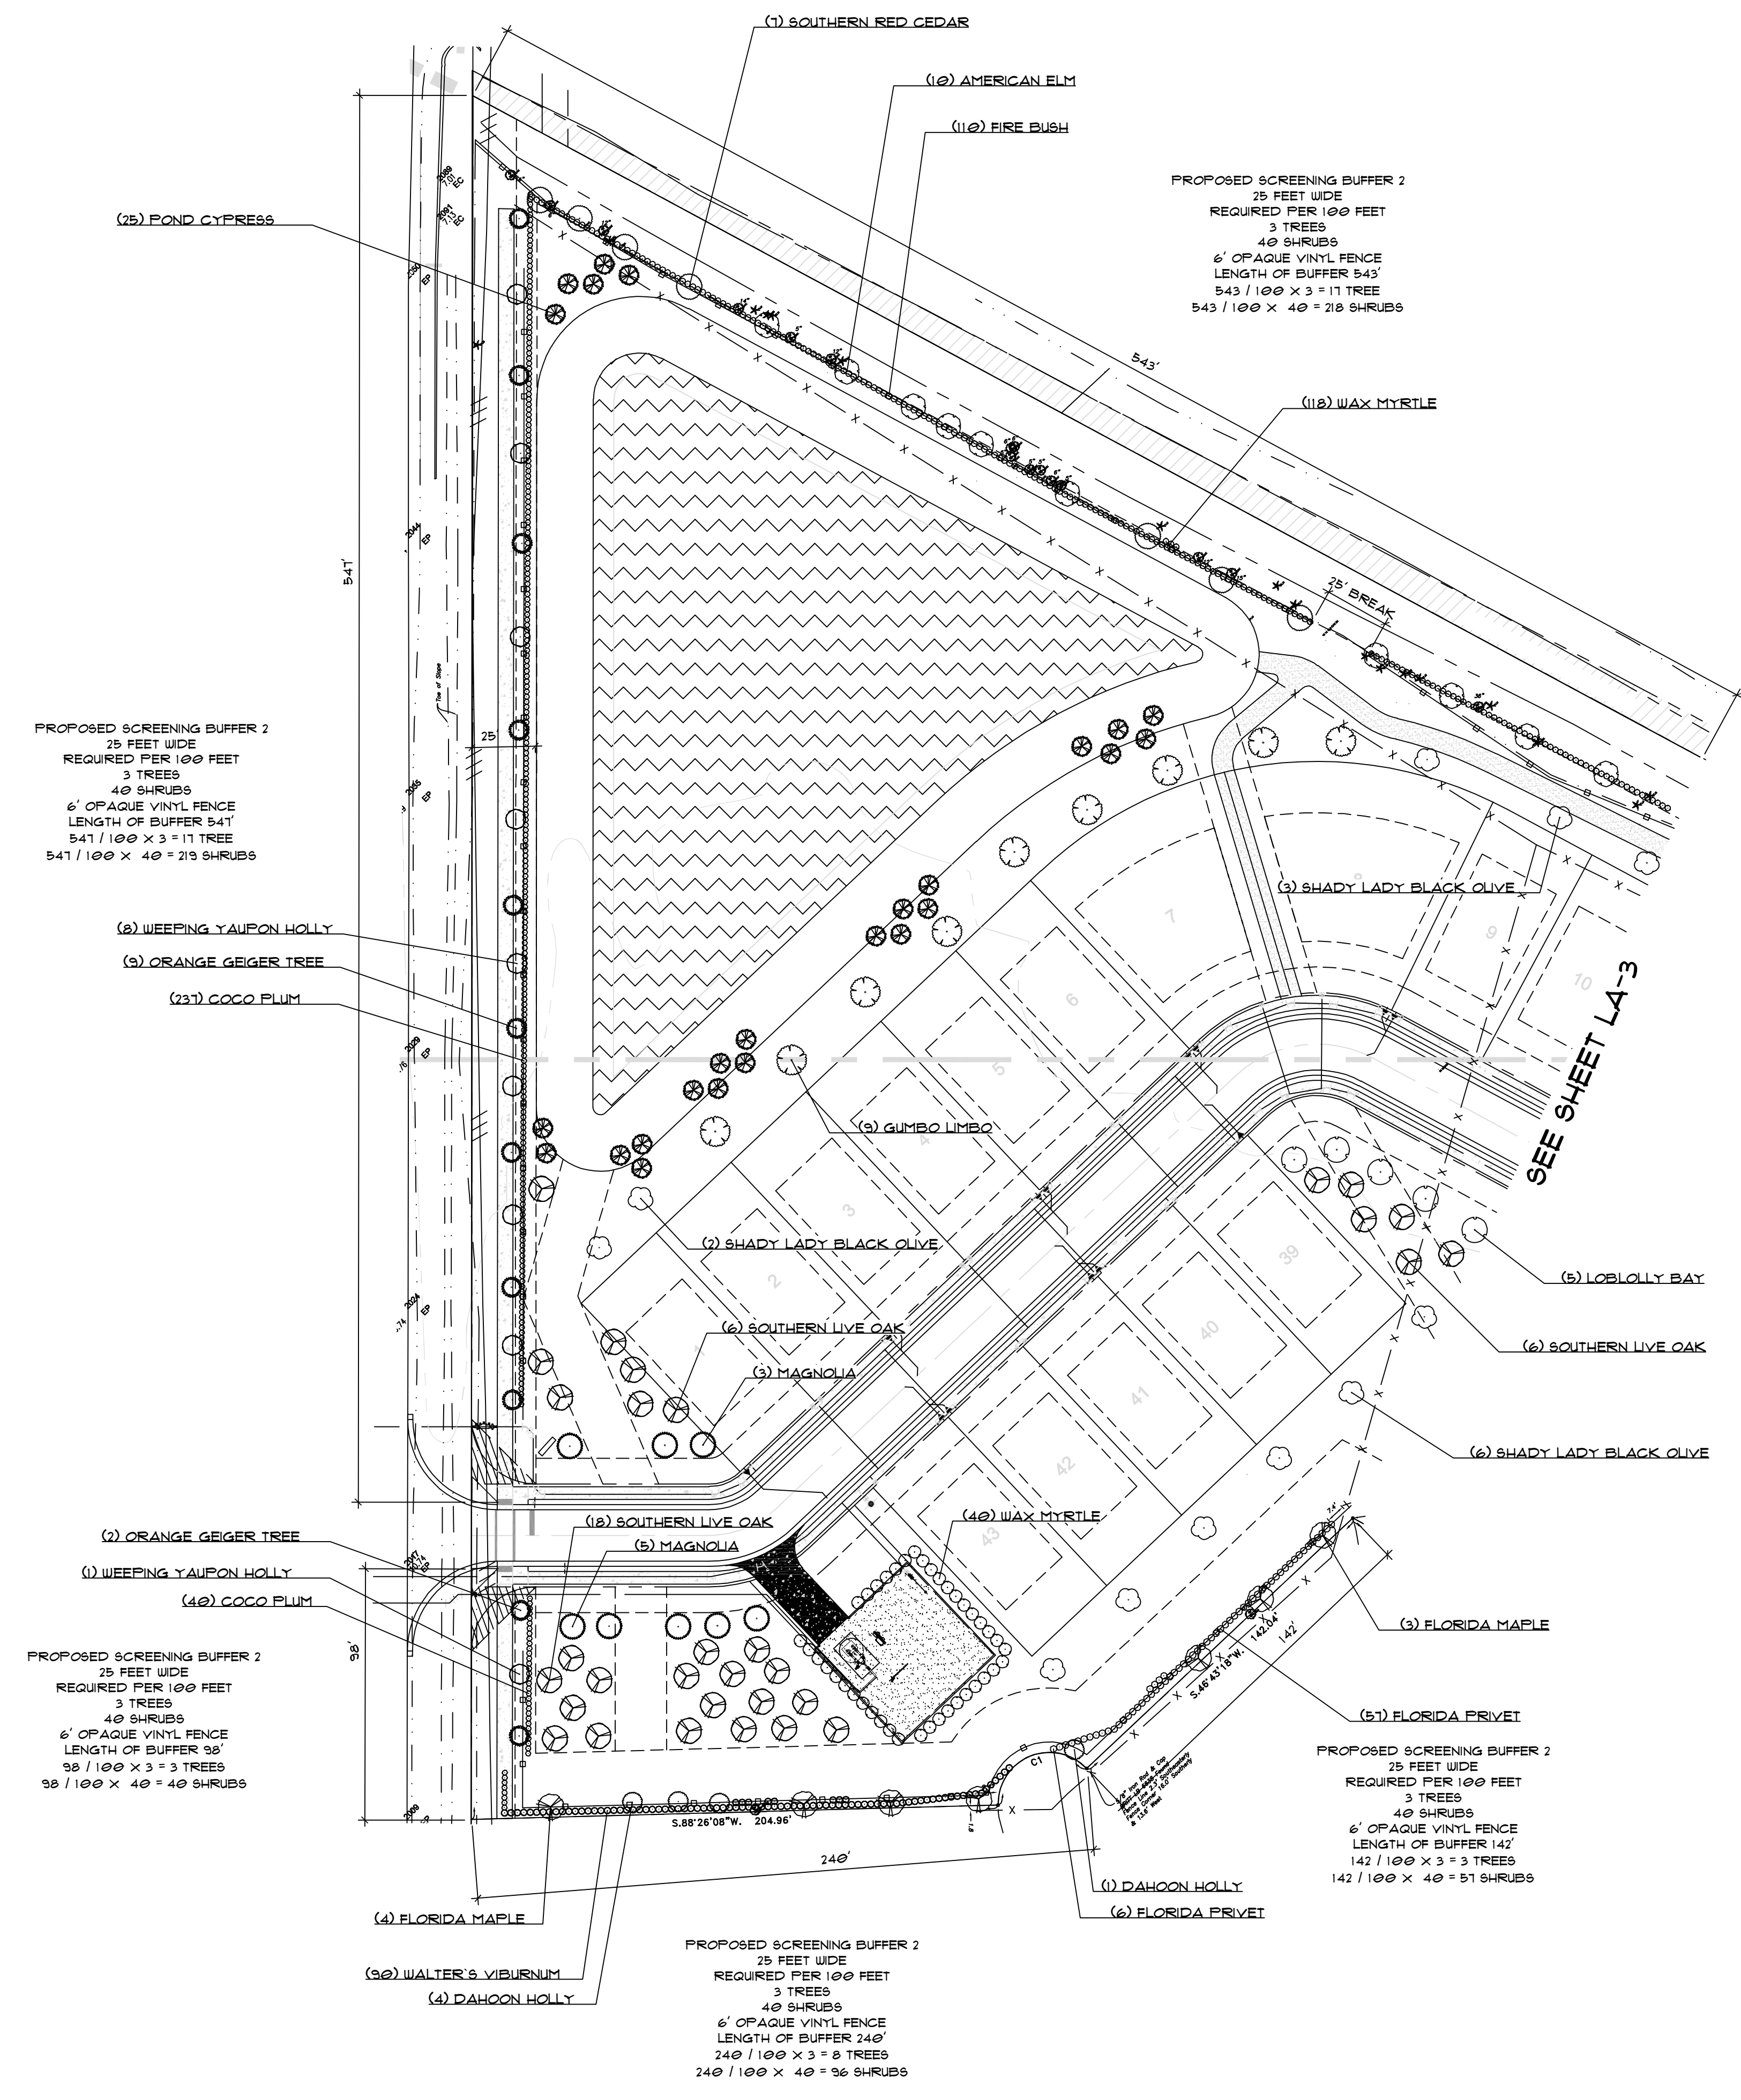 (7) SOUTHERN RED CEDAR
(10) AMERICAN ELM
(110) FIRE BUSH
PROPOSED SCREENING BUFFER 2
25 FEET WIDE
REQUIRED PER 100 FEET
3 TREES
40 SHRUBS
6' OPAQUE VINYL FENCE
LENGTH OF BUFFER 543'
543 / 100 X 3 = 17 TREE
543 / 100 X 40 = 218 SHRUBS
(25) POND CYPRESS
543'
(118) WAX MYRTLE
547'
25' BREAK
Toe of Slope
25'
PROPOSED SCREENING BUFFER 2
25 FEET WIDE
REQUIRED PER 100 FEET
3 TREES
40 SHRUBS
6' OPAQUE VINYL FENCE
LENGTH OF BUFFER 547'
547 / 100 X 3 = 17 TREE
547 / 100 X 40 = 219 SHRUBS
(3) SHADY LADY BLACK OLIVE
7
9
10
(8) WEEPING YAUPON HOLLY
(9) ORANGE GEIGER TREE
(237) COCO PLUM
6
5
SEE SHEET LA-3
(9) GUMBO LIMBO
4
3
(2) SHADY LADY BLACK OLIVE
2
39
(5) LOBLOLLY BAY
(6) SOUTHERN LIVE OAK
40
(6) SOUTHERN LIVE OAK
(3) MAGNOLIA
41
(6) SHADY LADY BLACK OLIVE
42
(2) ORANGE GEIGER TREE
(18) SOUTHERN LIVE OAK
(40) WAX MYRTLE
43
(5) MAGNOLIA
(1) WEEPING YAUPON HOLLY
(40) COCO PLUM
98'
(3) FLORIDA MAPLE
142'
S.46°43'18"W. 142.04'
PROPOSED SCREENING BUFFER 2
25 FEET WIDE
REQUIRED PER 100 FEET
3 TREES
40 SHRUBS
6' OPAQUE VINYL FENCE
LENGTH OF BUFFER 98'
98 / 100 X 3 = 3 TREES
98 / 100 X 40 = 40 SHRUBS
(57) FLORIDA PRIVET
C1
PROPOSED SCREENING BUFFER 2
25 FEET WIDE
REQUIRED PER 100 FEET
3 TREES
40 SHRUBS
6' OPAQUE VINYL FENCE
LENGTH OF BUFFER 142'
142 / 100 X 3 = 3 TREES
142 / 100 X 40 = 57 SHRUBS
S.88°26'08"W. 204.96'
240'
(1) DAHOON HOLLY
(6) FLORIDA PRIVET
(4) FLORIDA MAPLE
(90) WALTER'S VIBURNUM
(4) DAHOON HOLLY
PROPOSED SCREENING BUFFER 2
25 FEET WIDE
REQUIRED PER 100 FEET
3 TREES
40 SHRUBS
6' OPAQUE VINYL FENCE
LENGTH OF BUFFER 240'
240 / 100 X 3 = 8 TREES
240 / 100 X 40 = 96 SHRUBS